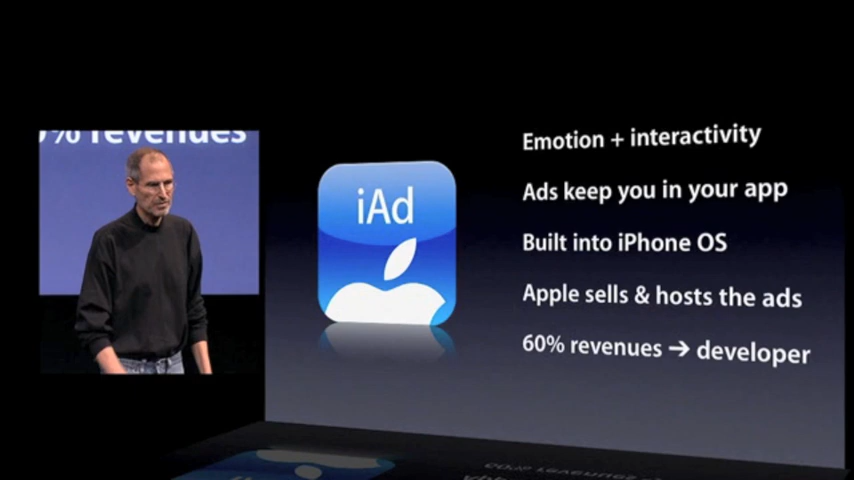 % revenues
iAd
Emotion + interactivity
Ads keep you in your app
Built into iPhone OS
Apple sells & hosts the ads
60% revenues → developer